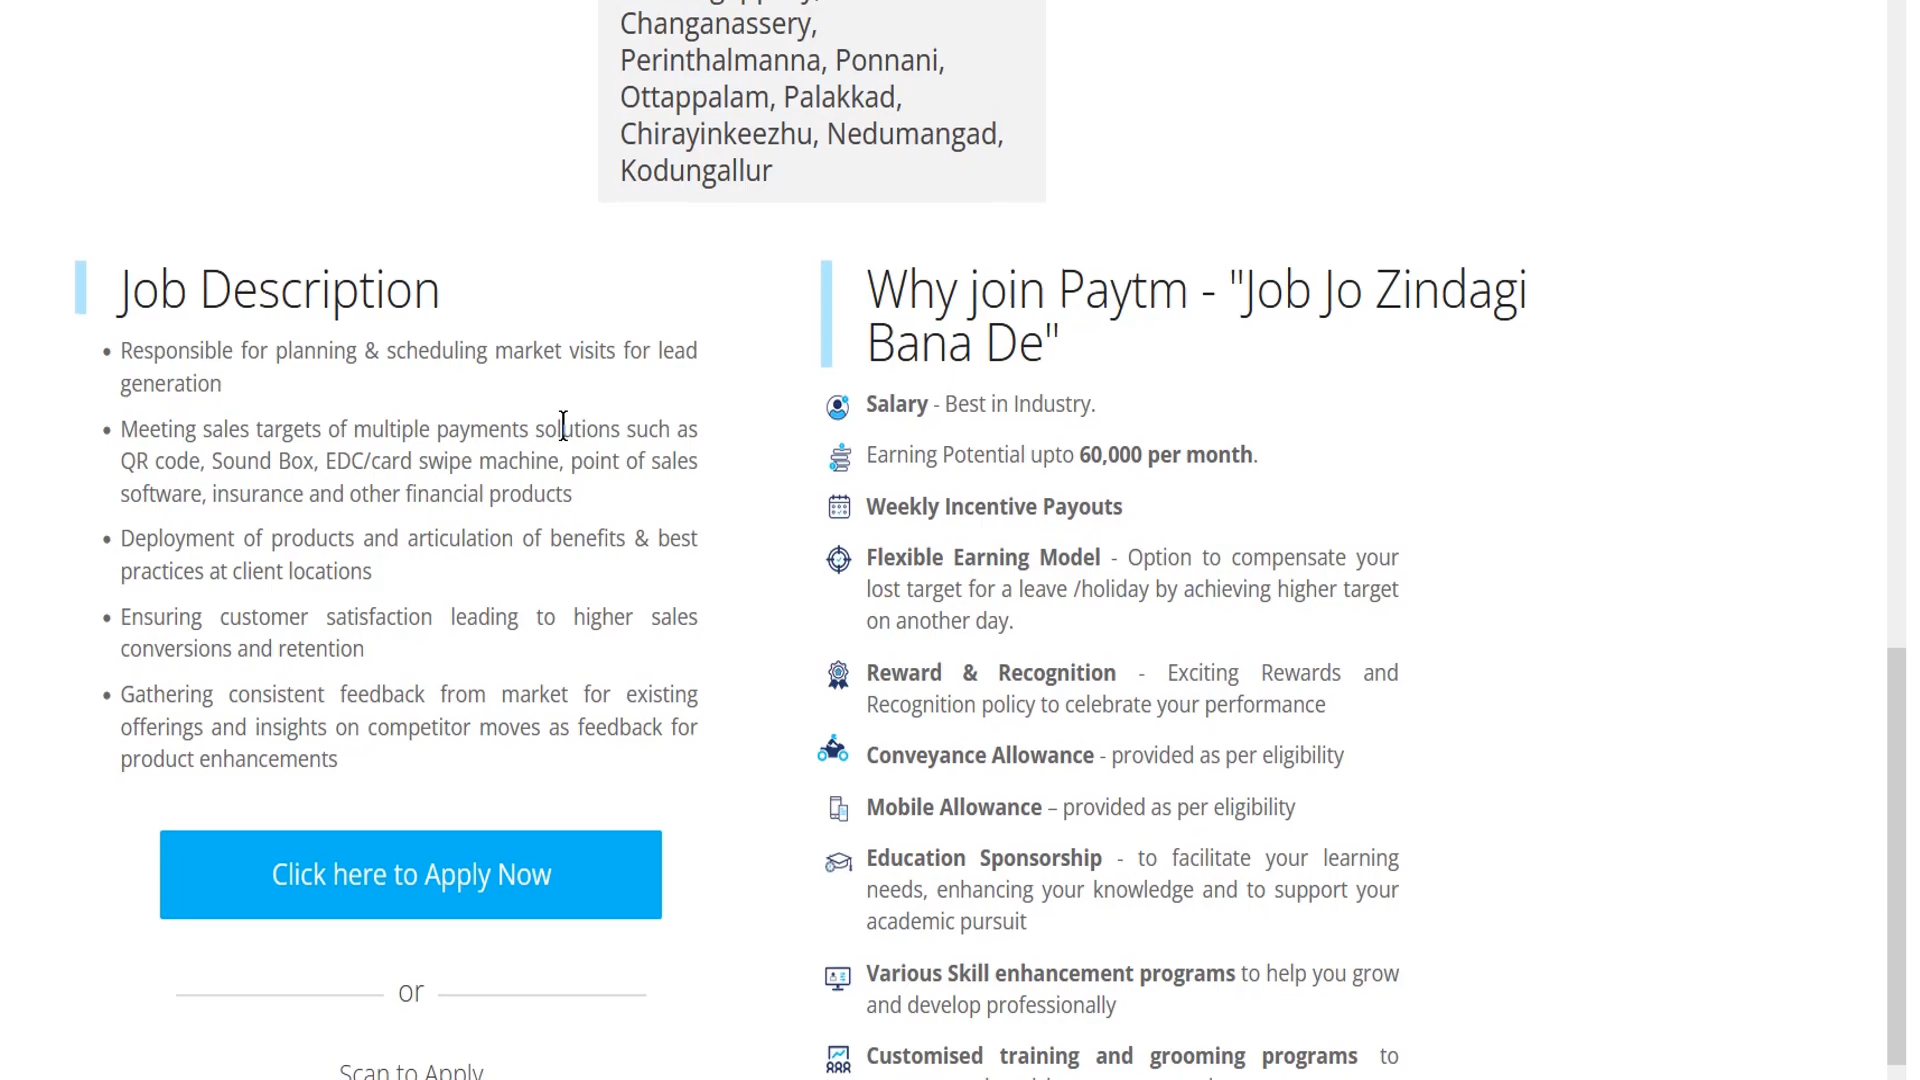 Changanassery,
Perinthalmanna, Ponnani,
Ottappalam, Palakkad,
Chirayinkeezhu, Nedumangad,
Kodungallur
Job Description
Responsible for planning & scheduling market visits for lead
generation
Meeting sales targets of multiple payments solutions such as
QR code, Sound Box, EDC/card swipe machine, point of sales
software, insurance and other financial products
Deployment of products and articulation of benefits & best
practices at client locations
Ensuring customer satisfaction leading to higher sales
conversions and retention
Gathering consistent feedback from market for existing
offerings and insights on competitor moves as feedback for
product enhancements
Click here to Apply Now
or
Scan to Apply
Why join Paytm - "Job Jo Zindagi
Bana De"
Salary - Best in Industry.
Earning Potential upto 60,000 per month.
Weekly Incentive Payouts
Flexible Earning Model - Option to compensate your
lost target for a leave /holiday by achieving higher target
on another day.
Reward & Recognition - Exciting Rewards and
Recognition policy to celebrate your performance
Conveyance Allowance - provided as per eligibility
Mobile Allowance – provided as per eligibility
Education Sponsorship - to facilitate your learning
needs, enhancing your knowledge and to support your
academic pursuit
Various Skill enhancement programs to help you grow
and develop professionally
Customised training and grooming programs to